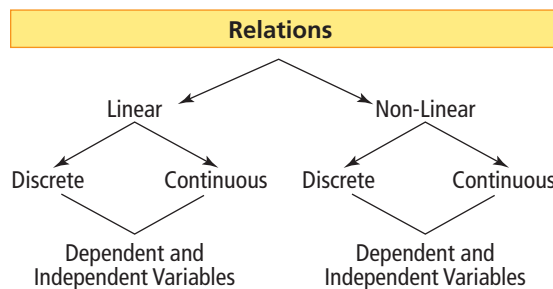 Relations
Linear Non-Linear
Discrete Continuous Discrete Continuous
Dependent and Dependent and
Independent Variables Independent Variables